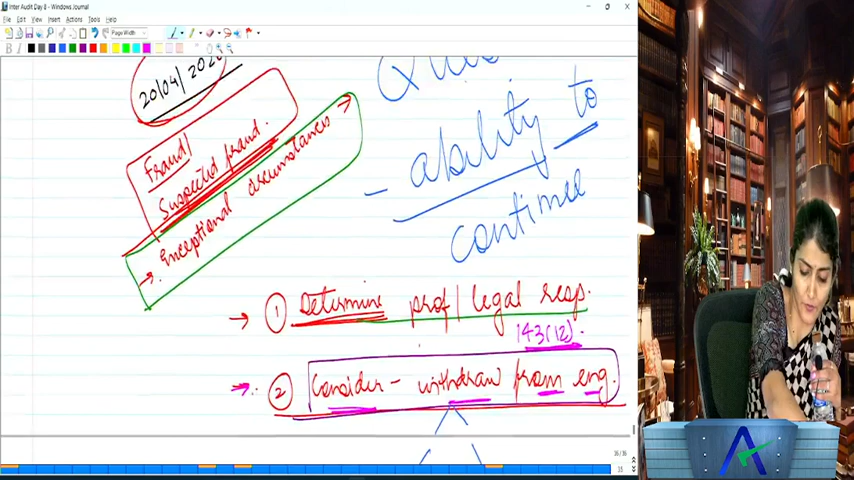 Inter Audit Day 8 - Windows Journal
File Edit View Insert Actions Tools Help
Page Width
20/04/202
Fraud/
Suspected fraud.
→ Exceptional circumstances →
- ability to
continue
→ ① Determine prof/legal resp.
143(12).
→ ② Consider - withdraw from eng.